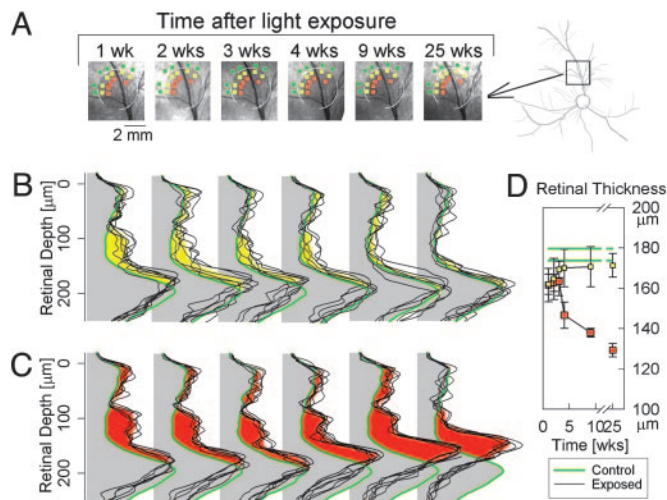 A
Time after light exposure
1 wk 2 wks 3 wks 4 wks 9 wks 25 wks
2 mm
B
Retinal Depth [µm]
0
100
200
C
Retinal Depth [µm]
0
100
200
D
Retinal Thickness
200
µm
180
160
140
120
100
µm
0 5 10 25
Time [wks]
Control
Exposed